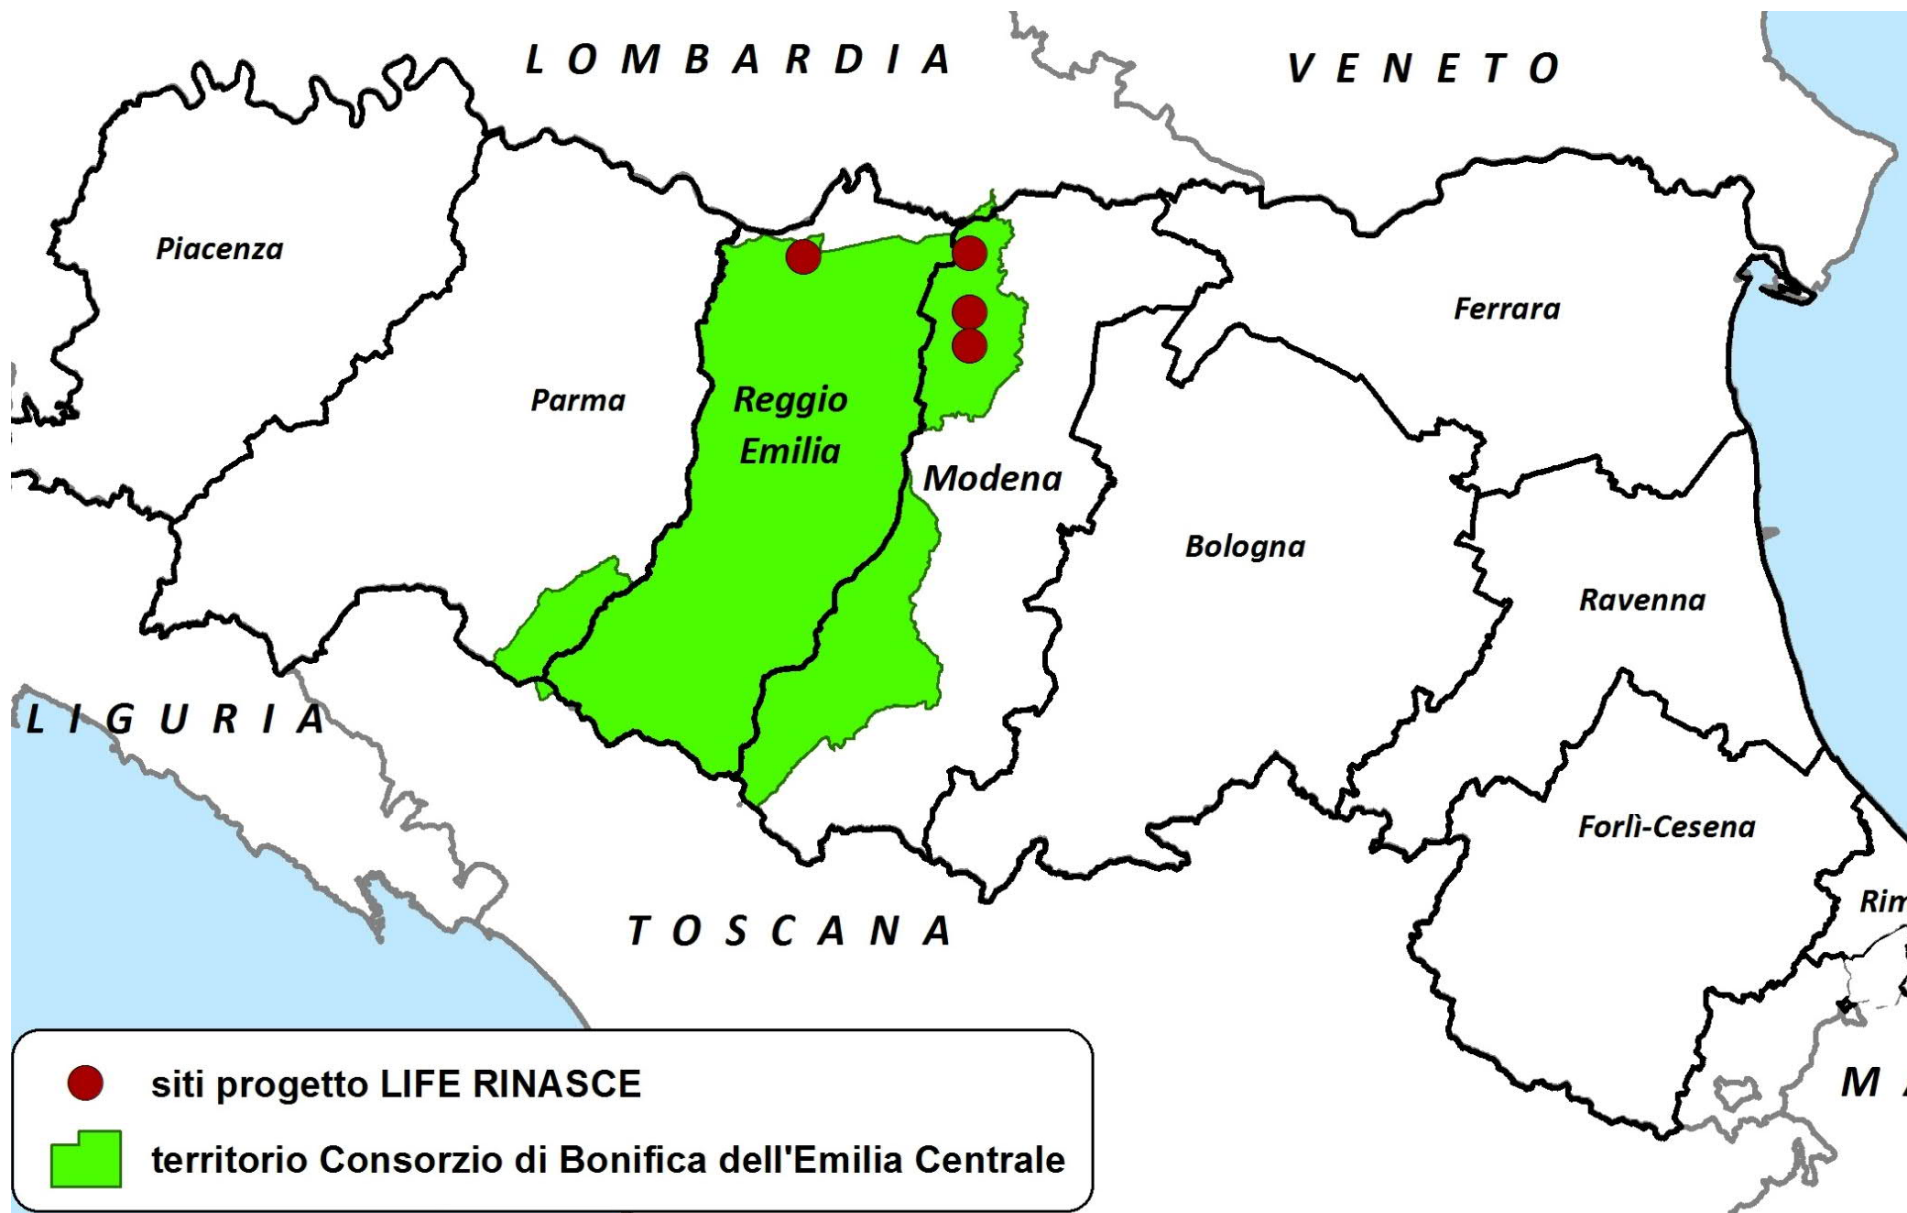 LOMBARDIA
VENETO
Piacenza
Ferrara
Parma
Reggio
Emilia
Modena
Bologna
Ravenna
LIGURIA
Forlì-Cesena
Rim
TOSCANA
siti progetto LIFE RINASCE
M
territorio Consorzio di Bonifica dell'Emilia Centrale